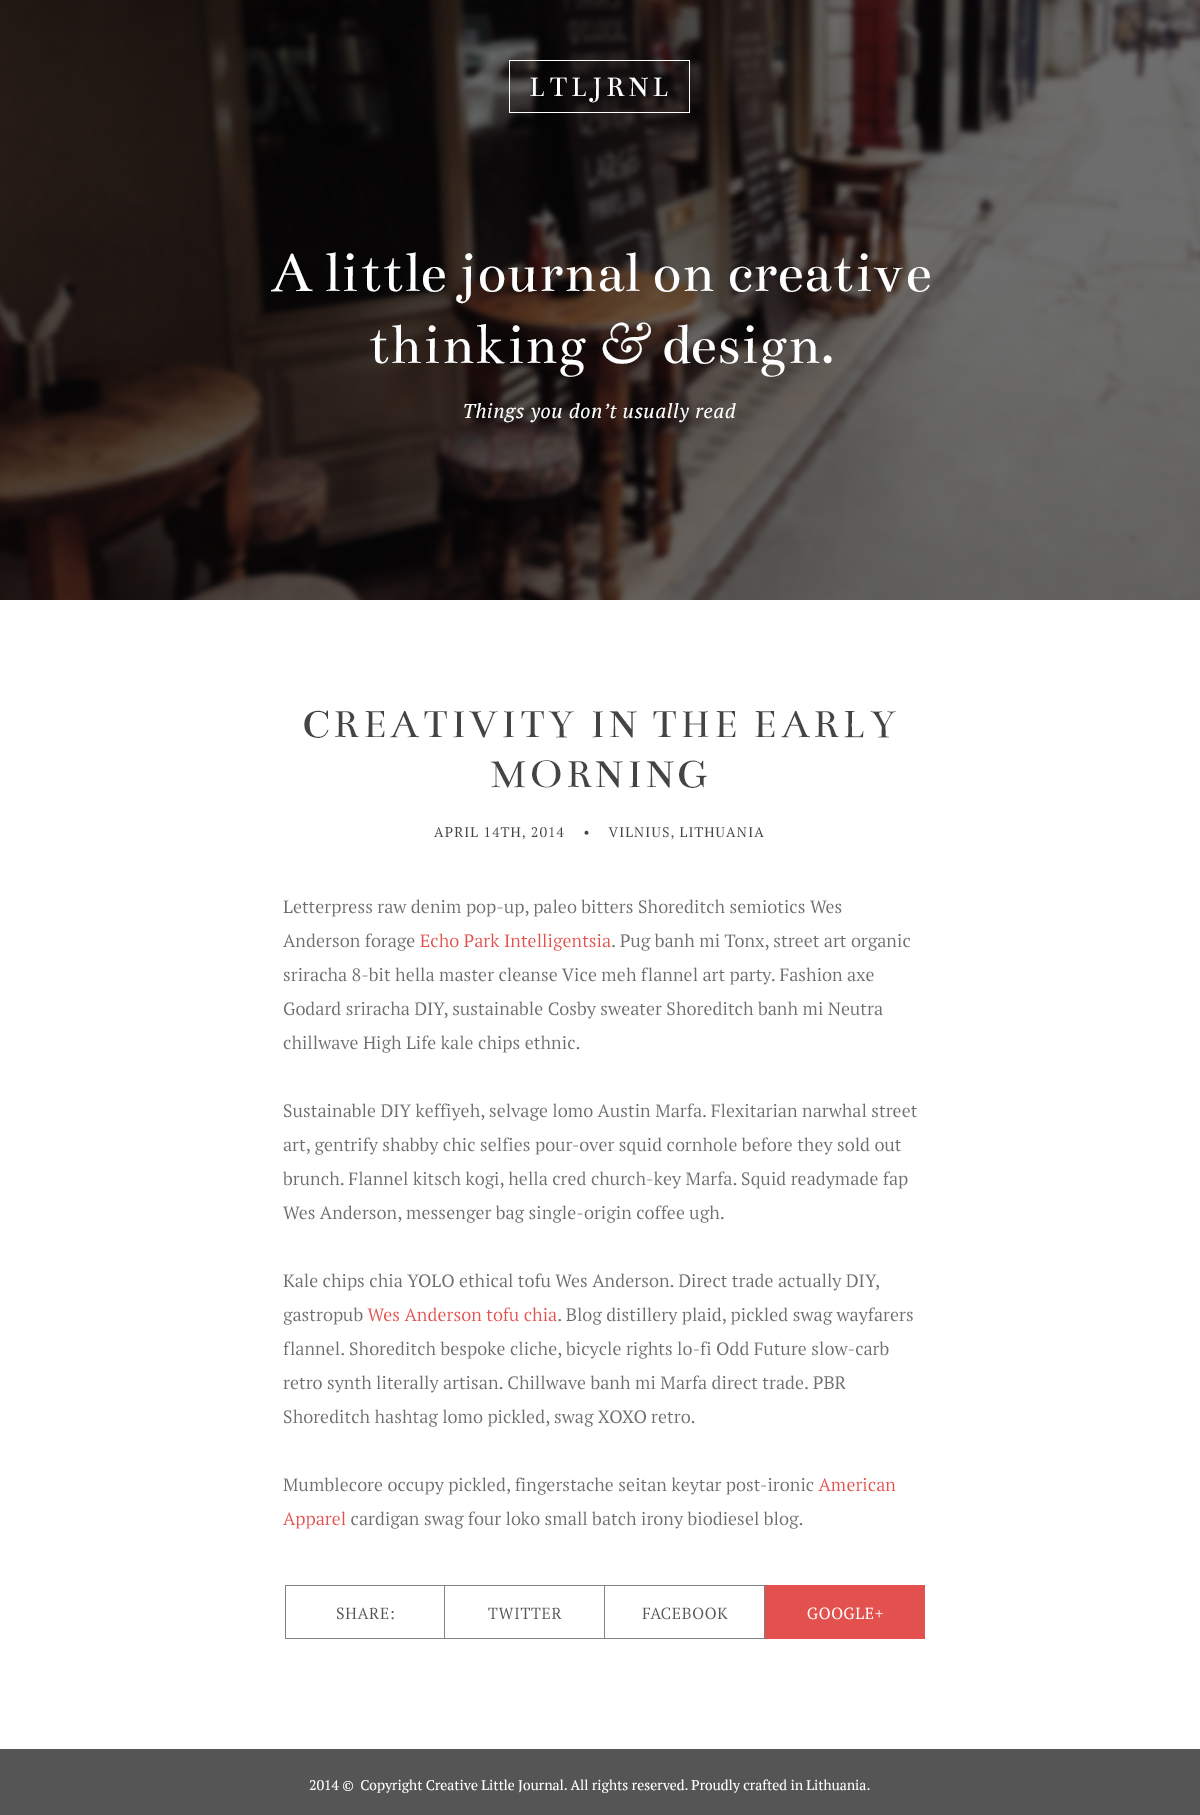 LTLJRNL
A little journal on creative
thinking & design.
Things you don’t usually read
CREATIVITY IN THE EARLY
MORNING
APRIL 14TH, 2014 • VILNIUS, LITHUANIA
Letterpress raw denim pop-up, paleo bitters Shoreditch semiotics Wes
Anderson forage Echo Park Intelligentsia. Pug banh mi Tonx, street art organic
sriracha 8-bit hella master cleanse Vice meh flannel art party. Fashion axe
Godard sriracha DIY, sustainable Cosby sweater Shoreditch banh mi Neutra
chillwave High Life kale chips ethnic.
Sustainable DIY keffiyeh, selvage lomo Austin Marfa. Flexitarian narwhal street
art, gentrify shabby chic selfies pour-over squid cornhole before they sold out
brunch. Flannel kitsch kogi, hella cred church-key Marfa. Squid readymade fap
Wes Anderson, messenger bag single-origin coffee ugh.
Kale chips chia YOLO ethical tofu Wes Anderson. Direct trade actually DIY,
gastropub Wes Anderson tofu chia. Blog distillery plaid, pickled swag wayfarers
flannel. Shoreditch bespoke cliche, bicycle rights lo-fi Odd Future slow-carb
retro synth literally artisan. Chillwave banh mi Marfa direct trade. PBR
Shoreditch hashtag lomo pickled, swag XOXO retro.
Mumblecore occupy pickled, fingerstache seitan keytar post-ironic American
Apparel cardigan swag four loko small batch irony biodiesel blog.
SHARE: TWITTER FACEBOOK GOOGLE+
2014 © Copyright Creative Little Journal. All rights reserved. Proudly crafted in Lithuania.